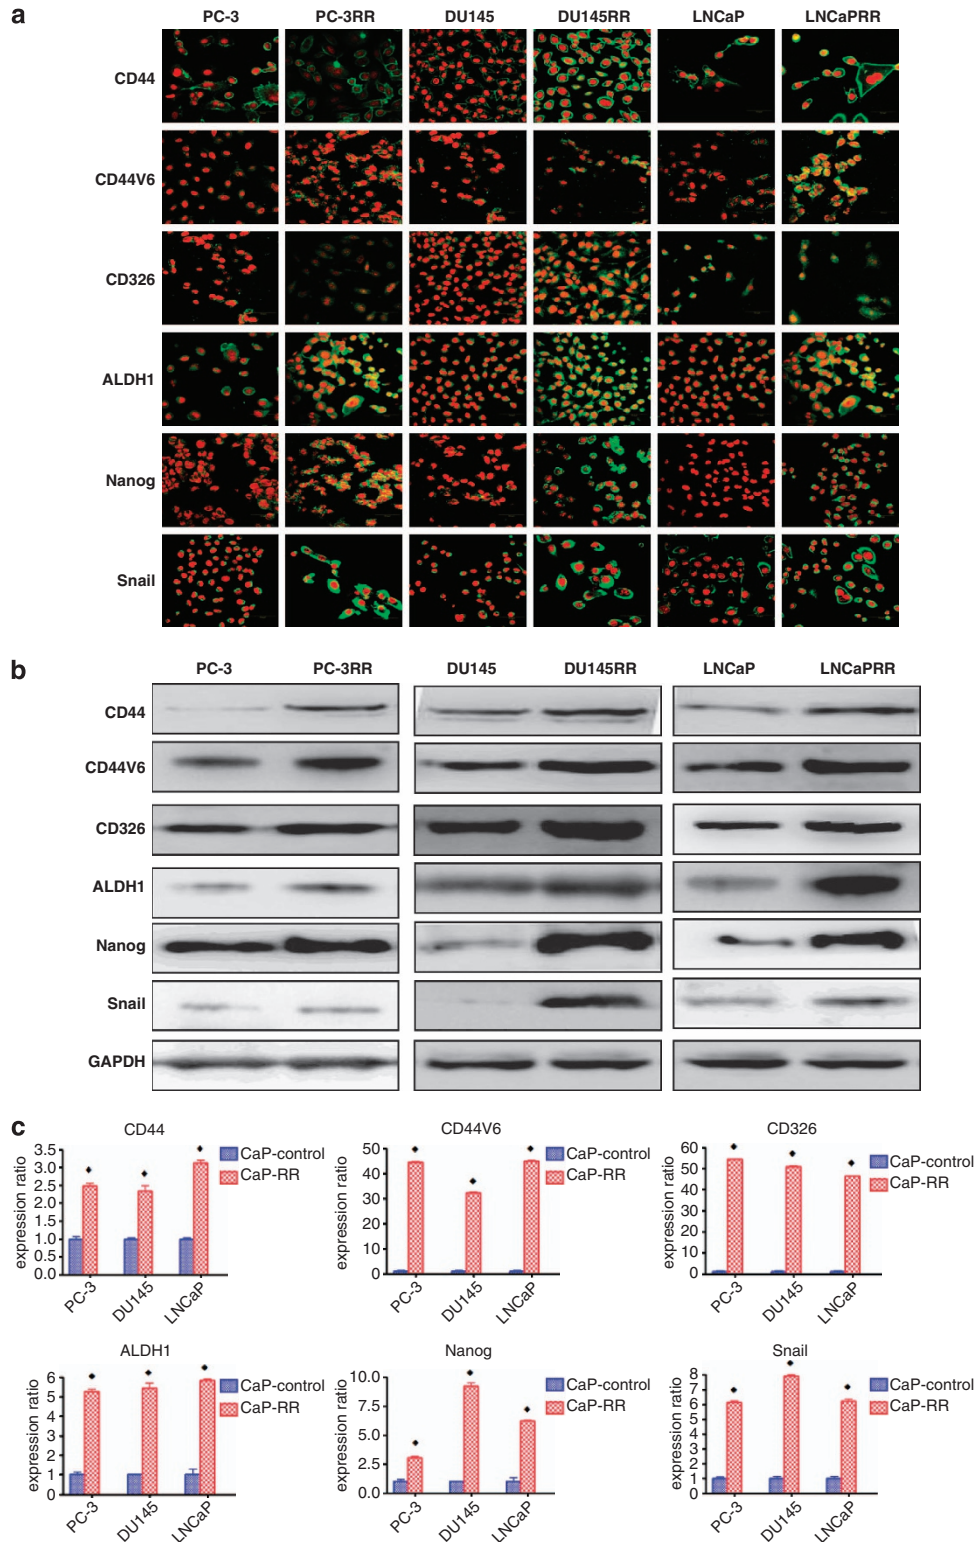 a
PC-3 PC-3RR DU145 DU145RR LNCaP LNCaPRR
CD44
CD44V6
CD326
ALDH1
Nanog
Snail
b
PC-3 PC-3RR DU145 DU145RR LNCaP LNCaPRR
CD44
CD44V6
CD326
ALDH1
Nanog
Snail
GAPDH
c
CD44
expression ratio
3.5
3.0
2.5
2.0
1.5
1.0
0.5
0.0
PC-3 DU145 LNCaP
CaP-control
CaP-RR
CD44V6
expression ratio
50
40
30
20
10
0
PC-3 DU145 LNCaP
CaP-control
CaP-RR
CD326
expression ratio
60
50
40
30
20
10
0
PC-3 DU145 LNCaP
CaP-control
CaP-RR
ALDH1
expression ratio
6
5
4
3
2
1
0
PC-3 DU145 LNCaP
CaP-control
CaP-RR
Nanog
expression ratio
10.0
7.5
5.0
2.5
0.0
PC-3 DU145 LNCaP
CaP-control
CaP-RR
Snail
expression ratio
8
7
6
5
4
3
2
1
0
PC-3 DU145 LNCaP
CaP-control
CaP-RR